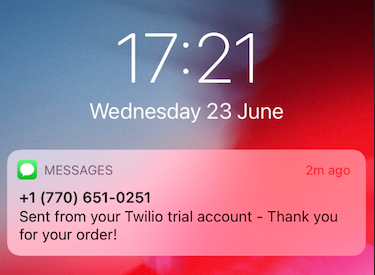 17:21
Wednesday 23 June
MESSAGES 2m ago
+1 (770) 651-0251
Sent from your Twilio trial account - Thank you
for your order!